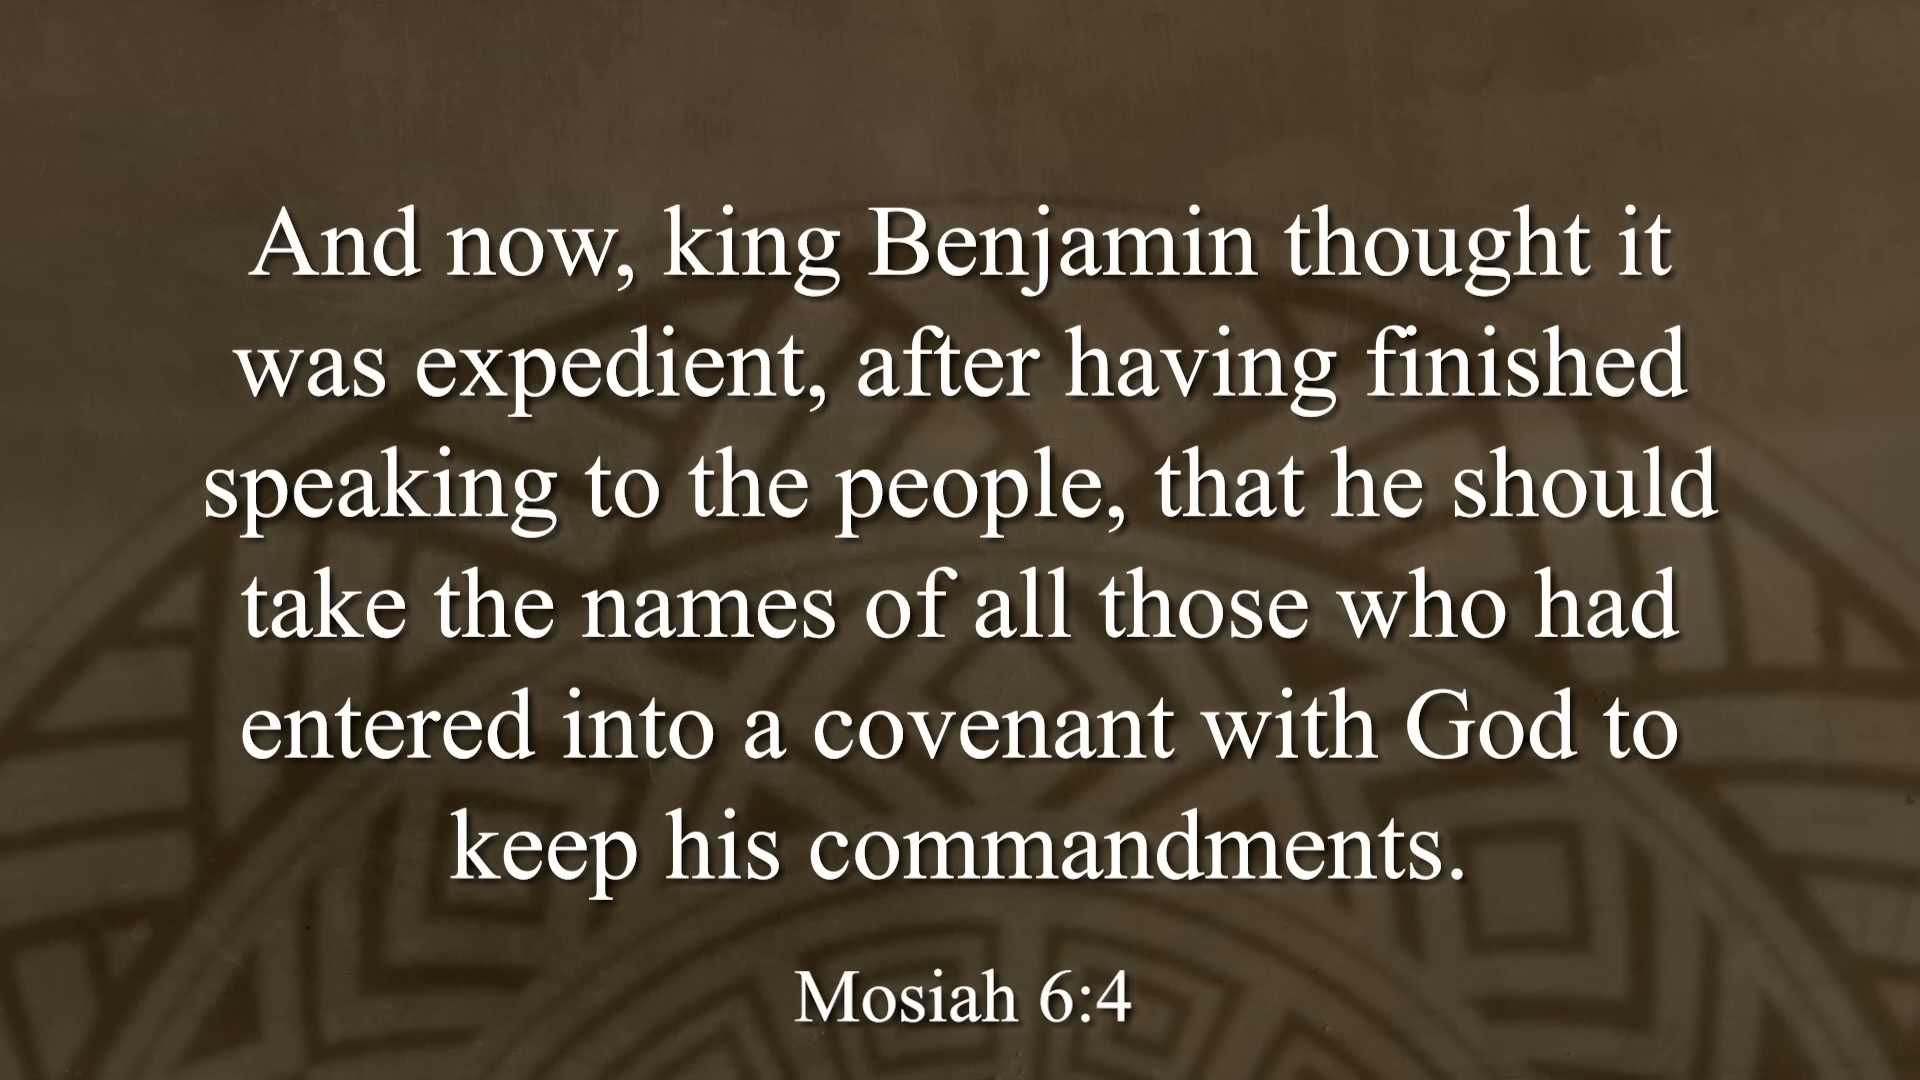 And now, king Benjamin thought it
was expedient, after having finished
speaking to the people, that he should
take the names of all those who had
entered into a covenant with God to
keep his commandments.
Mosiah 6:4